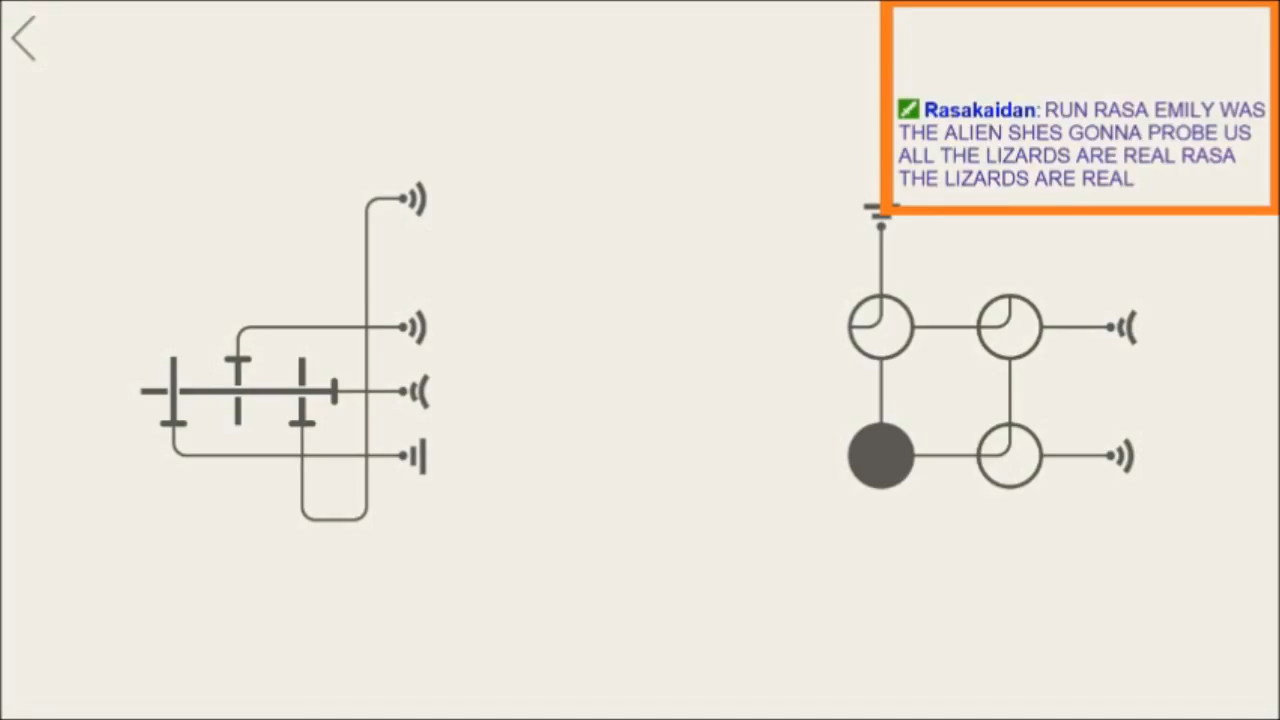 Rasakaidan: RUN RASA EMILY WAS
THE ALIEN SHES GONNA PROBE US
ALL THE LIZARDS ARE REAL RASA
THE LIZARDS ARE REAL